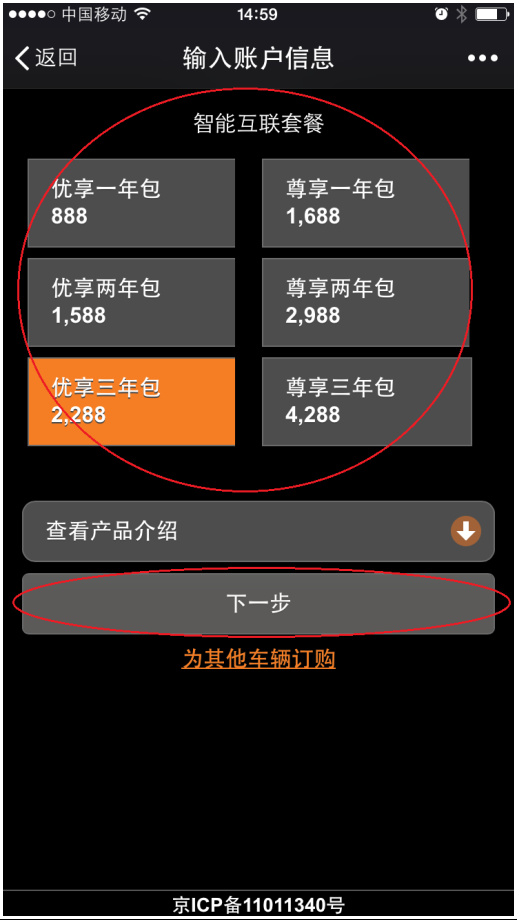 中国移动 14:59
返回 输入账户信息
智能互联套餐
优享一年包
888
尊享一年包
1,688
优享两年包
1,588
尊享两年包
2,988
优享三年包
2,288
尊享三年包
4,288
查看产品介绍
下一步
为其他车辆订购
京ICP备11011340号